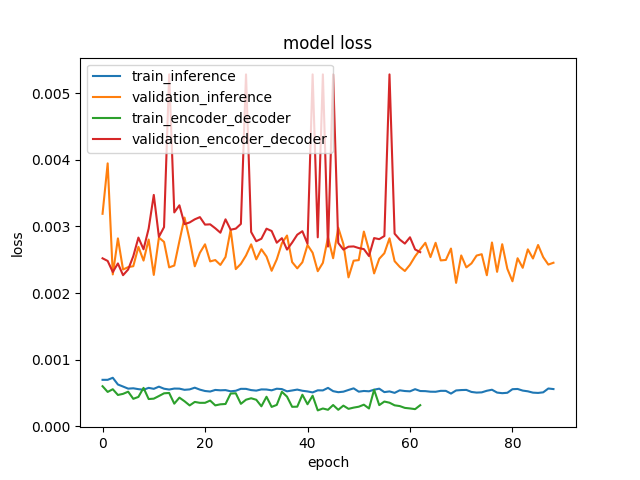 model loss
train_inference
validation_inference
train_encoder_decoder
validation_encoder_decoder
loss
0.005
0.004
0.003
0.002
0.001
0.000
0 20 40 60 80
epoch